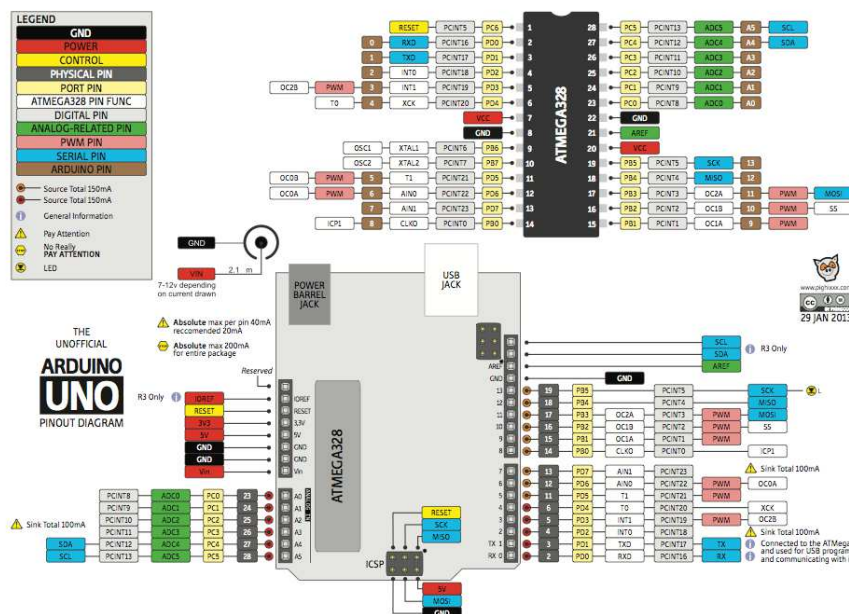 LEGEND
GND
POWER
CONTROL
PHYSICAL PIN
PORT PIN
ATMEGA328 PIN FUNC
DIGITAL PIN
ANALOG-RELATED PIN
PWM PIN
SERIAL PIN
ARDUINO PIN
Source Total 150mA
Source Total 150mA
General Information
Pay Attention
No Really
PAY ATTENTION
LED
RESET PCINT5 PC6 1
0 RXD PCINT16 PD0 2
1 TXD PCINT17 PD1 3
2 INT0 PCINT18 PD2 4
OC2B PWM 3 INT1 PCINT19 PD3 5
T0 4 XCK PCINT20 PD4 6
VCC 7
GND 8
OSC1 XTAL1 PCINT6 PB6 9
OSC2 XTAL2 PCINT7 PB7 10
OC0B PWM 5 T1 PCINT21 PD5 11
OC0A PWM 6 AIN0 PCINT22 PD6 12
7 AIN1 PCINT23 PD7 13
ICP1 8 CLKO PCINT0 PB0 14
ATMEGA328
28 PC5 PCINT13 ADC5 A5 SCL
27 PC4 PCINT12 ADC4 A4 SDA
26 PC3 PCINT11 ADC3 A3
25 PC2 PCINT10 ADC2 A2
24 PC1 PCINT9 ADC1 A1
23 PC0 PCINT8 ADC0 A0
22 GND
21 AREF
20 VCC
19 PB5 PCINT5 SCK 13
18 PB4 PCINT4 MISO 12
17 PB3 PCINT3 OC2A 11 PWM MOSI
16 PB2 PCINT2 OC1B 10 PWM SS
15 PB1 PCINT1 OC1A 9 PWM
GND
VIN 2.1 m
7-12v depending
on current drawn
POWER
BARREL
JACK
USB
JACK
www.pighixxx.com
cc
29 JAN 2013
Absolute max per pin 40mA
reccomended 20mA
Absolute max 200mA
for entire package
THE
UNOFFICIAL
ARDUINO
UNO
PINOUT DIAGRAM
Reserved
R3 Only IOREF IOREF
RESET RESET
3V3 3.3V
5V 5V
GND GND
GND GND
Vin Vin
ATMEGA328
PCINT8 ADC0 PC0 23 A0
PCINT9 ADC1 PC1 24 A1
PCINT10 ADC2 PC2 25 A2
PCINT11 ADC3 PC3 26 A3
SDA PCINT12 ADC4 PC4 27 A4
SCL PCINT13 ADC5 PC5 28 A5
Sink Total 100mA
RESET
SCK
MISO
ICSP
5V
MOSI
GND
SCL
SDA R3 Only
AREF AREF
GND GND
13 19 PB5 PCINT5 SCK L
12 18 PB4 PCINT4 MISO
11 17 PB3 OC2A PCINT3 PWM MOSI
10 16 PB2 OC1B PCINT2 PWM SS
9 15 PB1 OC1A PCINT1 PWM
8 14 PB0 CLKO PCINT0 ICP1
7 13 PD7 AIN1 PCINT23 Sink Total 100mA
6 12 PD6 AIN0 PCINT22 PWM OC0A
5 11 PD5 T1 PCINT21 PWM
4 6 PD4 T0 PCINT20 XCK
3 5 PD3 INT1 PCINT19 PWM OC2B
2 4 PD2 INT0 PCINT18 Sink Total 100mA
TX 1 3 PD1 TXD PCINT17 TX Connected to the ATMega
RX 0 2 PD0 RXD PCINT16 RX and used for USB program
and communicating with